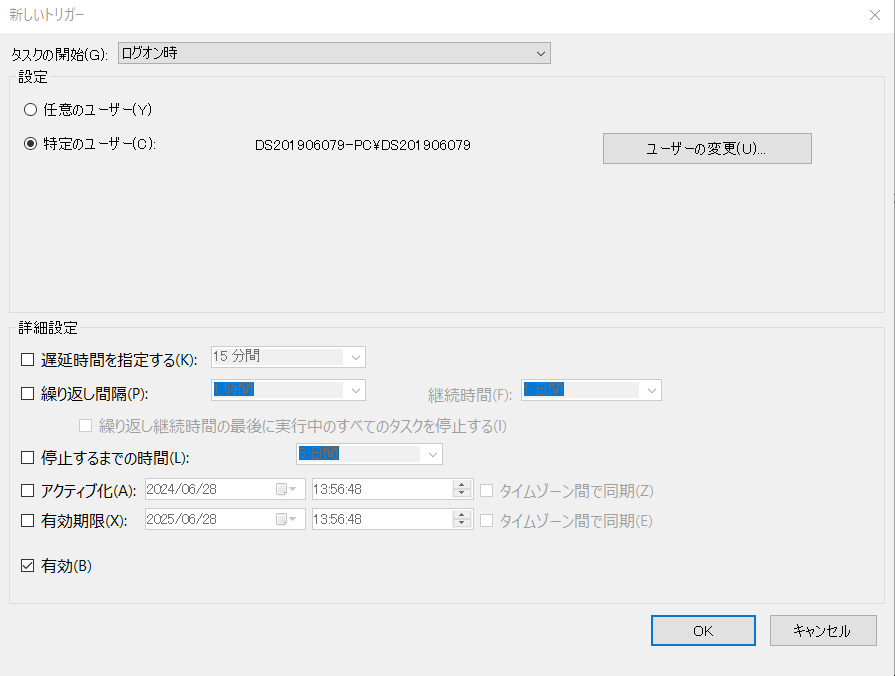 新しいトリガー
タスクの開始(G): ログオン時
設定
任意のユーザー(Y)
特定のユーザー(C): DS201906079-PC¥DS201906079 ユーザーの変更(U)...
詳細設定
遅延時間を指定する(K): 15 分間
繰り返し間隔(P): 1 時間 継続時間(F): 1 日間
繰り返し継続時間の最後に実行中のすべてのタスクを停止する(I)
停止するまでの時間(L): 3 日間
アクティブ化(A): 2024/06/28 13:56:48 タイムゾーン間で同期(Z)
有効期限(X): 2025/06/28 13:56:48 タイムゾーン間で同期(E)
有効(B)
OK キャンセル